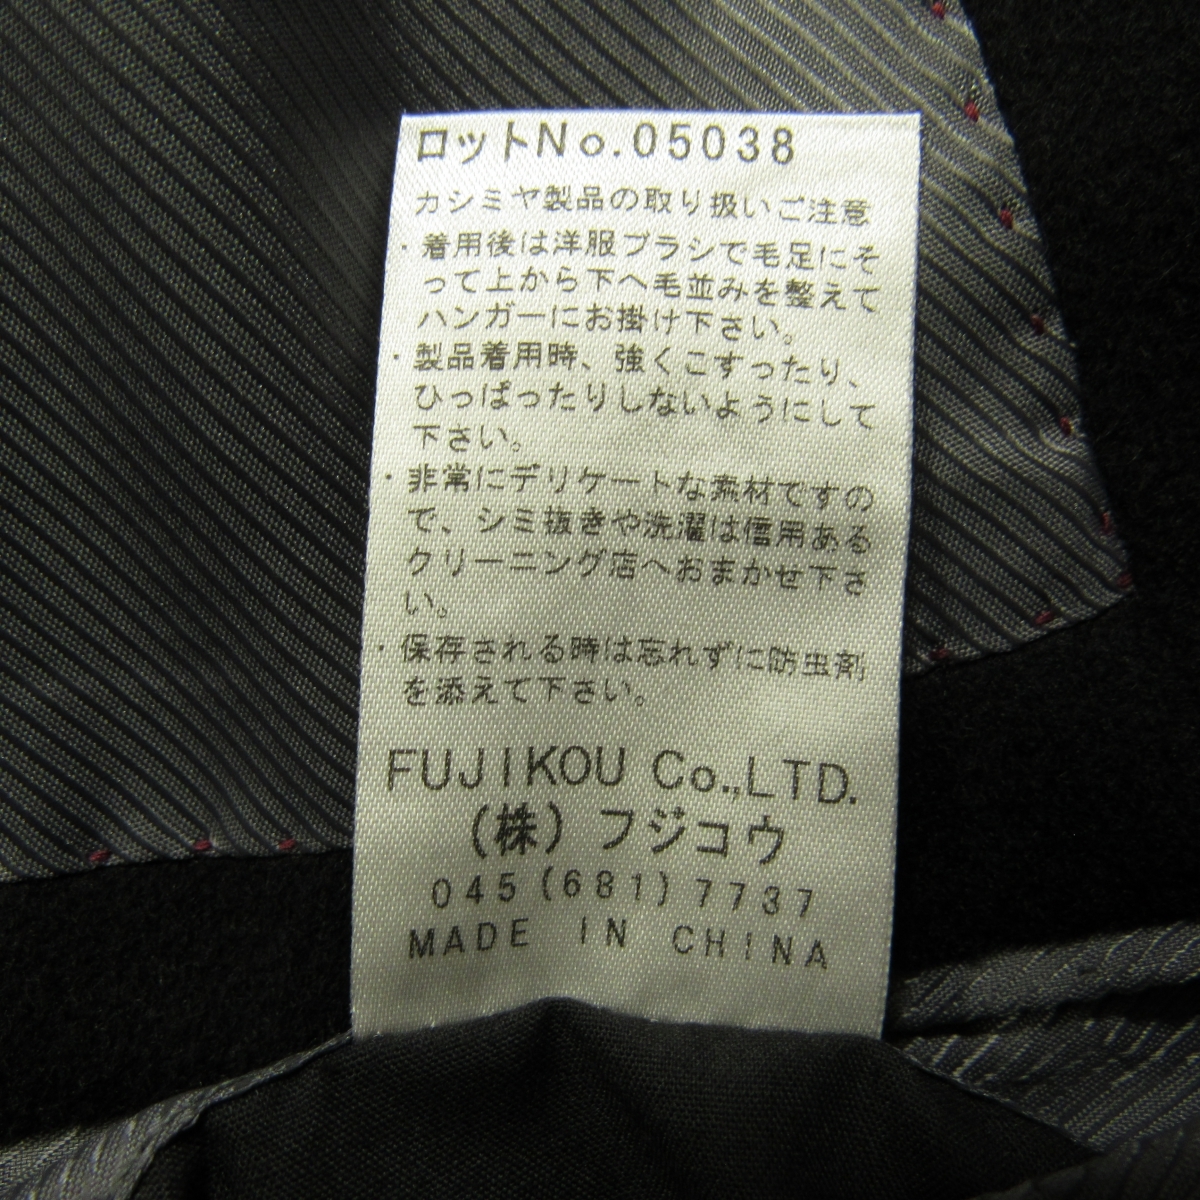 ロットNo.05038
カシミヤ製品の取り扱いご注意
・着用後は洋服ブラシで毛足にそ
って上から下へ毛並みを整えて
ハンガーにお掛け下さい。
・製品着用時、強くこすったり、
ひっぱったりしないようにして
下さい。
・非常にデリケートな素材ですの
で、シミ抜きや洗濯は信用ある
クリーニング店へおまかせ下さ
い。
・保存される時は忘れずに防虫剤
を添えて下さい。
FUJIKOU Co.,LTD.
(株)フジコウ
045(681)7737
MADE IN CHINA